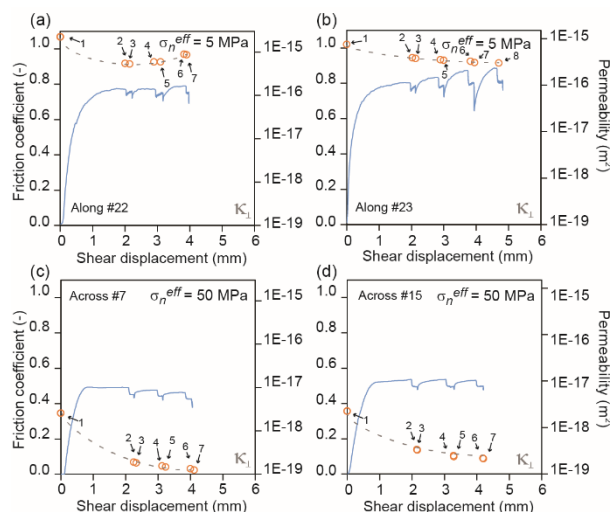 (a)
σₙᵉᶠᶠ = 5 MPa
1.0
0.8
0.6
0.4
0.2
0.0
Friction coefficient (-)
1 2 3 4 5 6 7
1E-15
1E-16
1E-17
1E-18
1E-19
Along #22
κ⊥
0 1 2 3 4 5 6
Shear displacement (mm)
(b)
σₙᵉᶠᶠ = 5 MPa
1.0
0.8
0.6
0.4
0.2
0.0
1 2 3 4 5 6 7 8
1E-15
1E-16
1E-17
1E-18
1E-19
Permeability (m²)
Along #23
κ⊥
0 1 2 3 4 5 6
Shear displacement (mm)
(c)
Across #7
σₙᵉᶠᶠ = 50 MPa
1.0
0.8
0.6
0.4
0.2
0.0
Friction coefficient (-)
1 2 3 4 5 6 7
1E-15
1E-16
1E-17
1E-18
1E-19
κ⊥
0 1 2 3 4 5 6
Shear displacement (mm)
(d)
Across #15
σₙᵉᶠᶠ = 50 MPa
1.0
0.8
0.6
0.4
0.2
0.0
1 2 3 4 5 6 7
1E-15
1E-16
1E-17
1E-18
1E-19
Permeability (m²)
κ⊥
0 1 2 3 4 5 6
Shear displacement (mm)